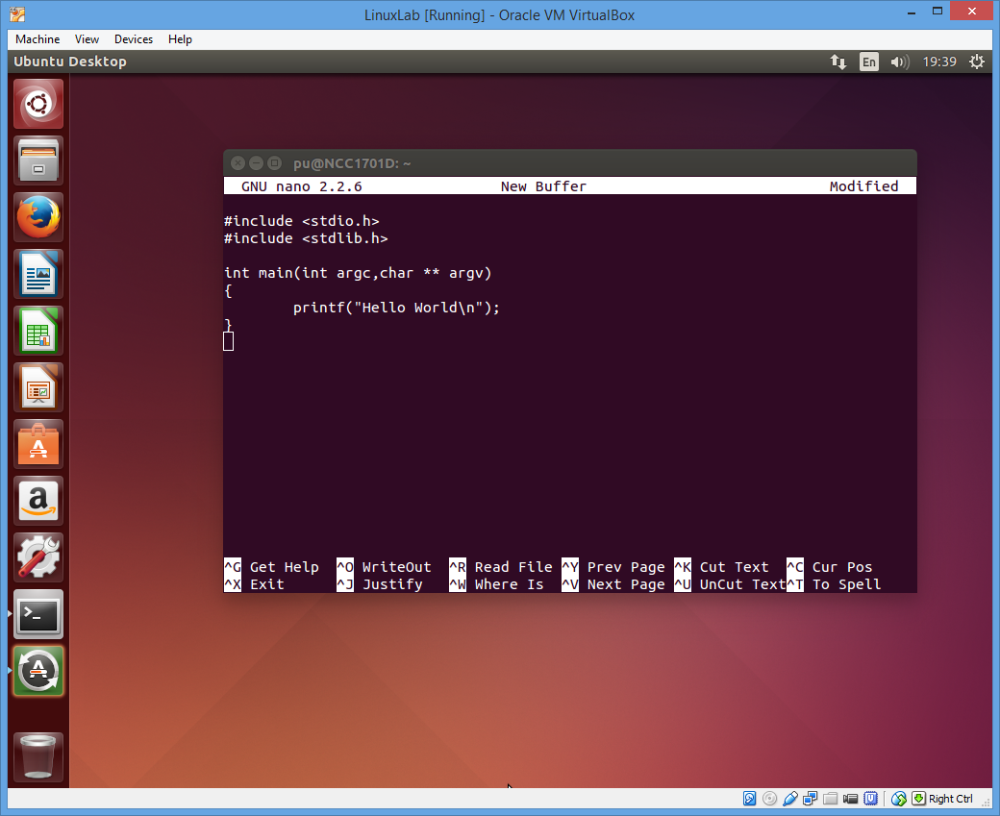 LinuxLab [Running] - Oracle VM VirtualBox
Machine View Devices Help
Ubuntu Desktop En 19:39
pu@NCC1701D: ~
GNU nano 2.2.6 New Buffer Modified
#include <stdio.h>
#include <stdlib.h>
int main(int argc,char ** argv)
{
printf("Hello World\n");
}
^G Get Help ^O WriteOut ^R Read File ^Y Prev Page ^K Cut Text ^C Cur Pos
^X Exit ^J Justify ^W Where Is ^V Next Page ^U UnCut Text ^T To Spell
Right Ctrl